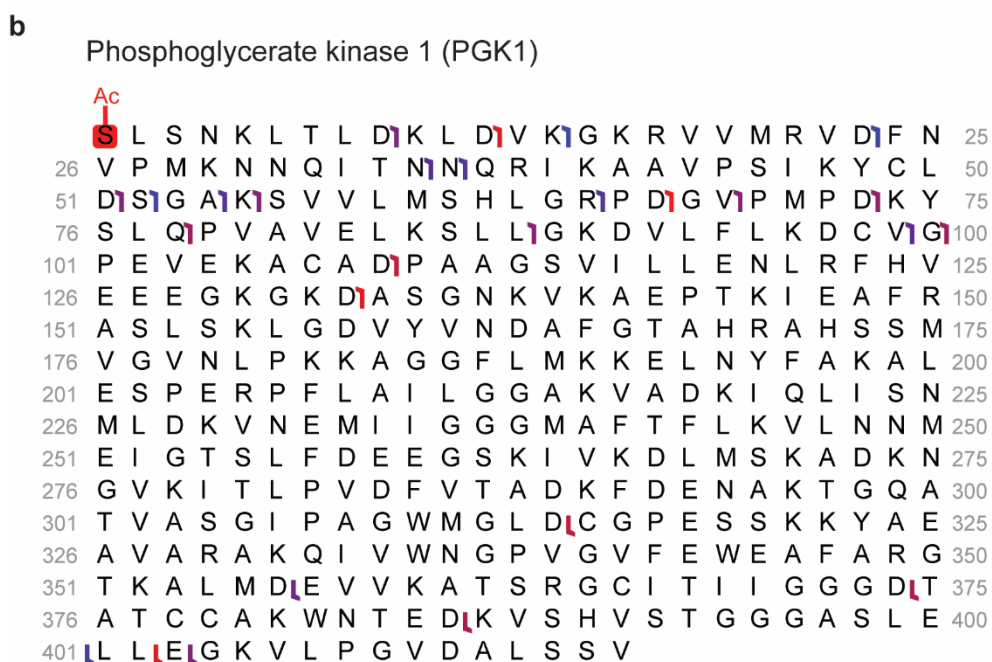 b
Phosphoglycerate kinase 1 (PGK1)
Ac
S L S N K L T L D K L D V K G K R V V M R V D F N 25
26 V P M K N N Q I T N N Q R I K A A V P S I K Y C L 50
51 D S G A K S V V L M S H L G R P D G V P M P D K Y 75
76 S L Q P V A V E L K S L L G K D V L F L K D C V G 100
101 P E V E K A C A D P A A G S V I L L E N L R F H V 125
126 E E E G K G K D A S G N K V K A E P T K I E A F R 150
151 A S L S K L G D V Y V N D A F G T A H R A H S S M 175
176 V G V N L P K K A G G F L M K K E L N Y F A K A L 200
201 E S P E R P F L A I L G G A K V A D K I Q L I S N 225
226 M L D K V N E M I I G G G M A F T F L K V L N N M 250
251 E I G T S L F D E E G S K I V K D L M S K A D K N 275
276 G V K I T L P V D F V T A D K F D E N A K T G Q A 300
301 T V A S G I P A G W M G L D C G P E S S K K Y A E 325
326 A V A R A K Q I V W N G P V G V F E W E A F A R G 350
351 T K A L M D E V V K A T S R G C I T I I G G G D T 375
376 A T C C A K W N T E D K V S H V S T G G G A S L E 400
401 L L E G K V L P G V D A L S S V